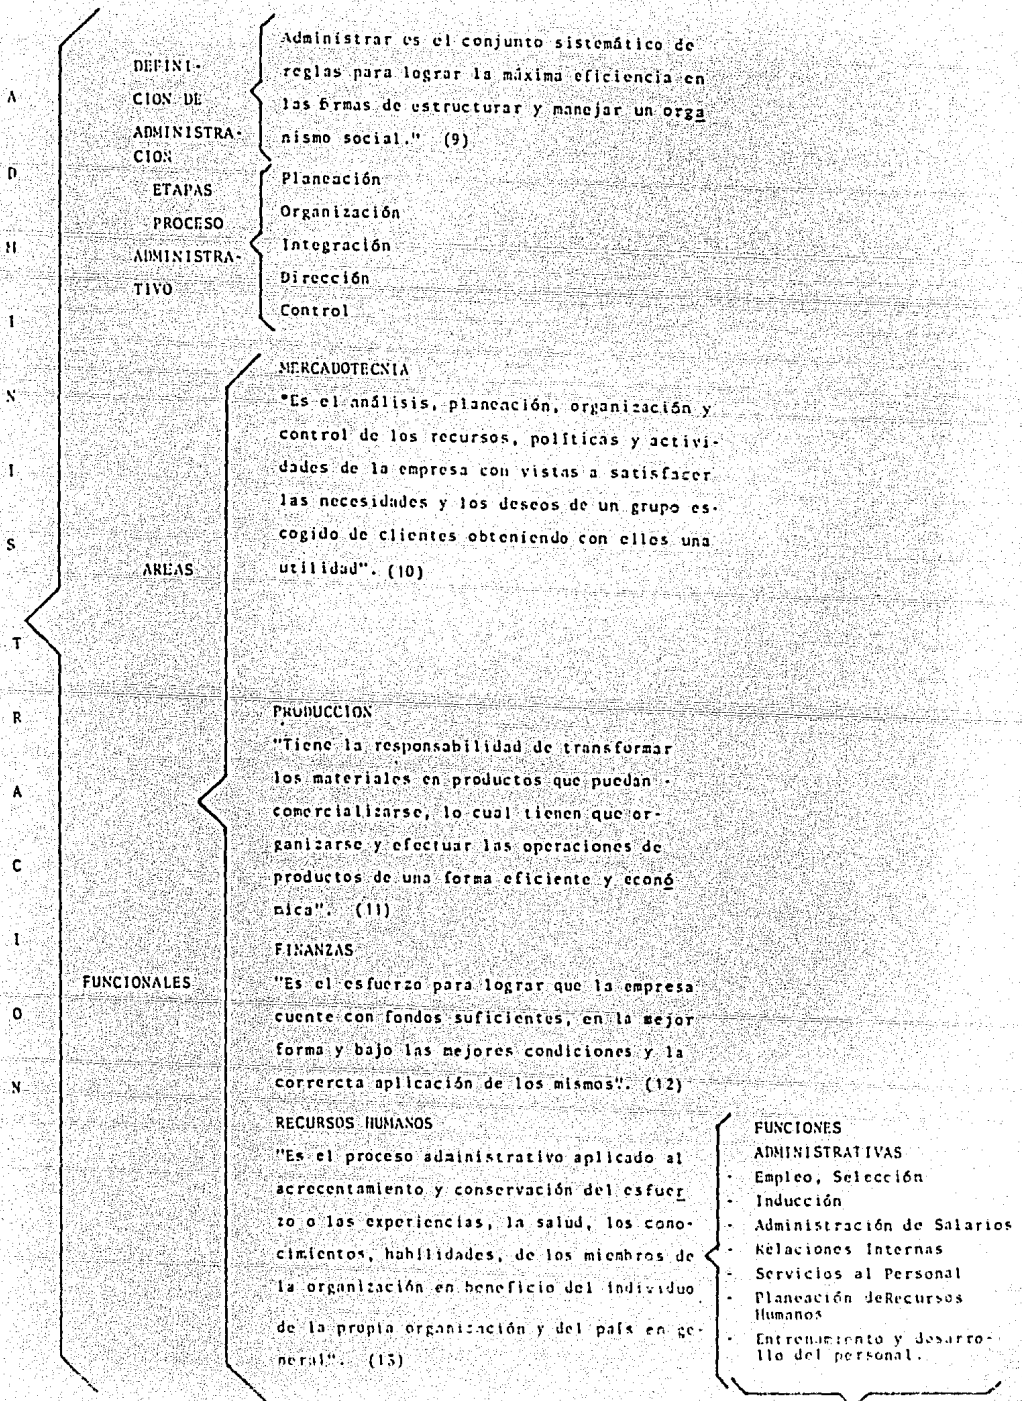 ADMINISTRACION
DEFINI-
CION DE
ADMINISTRA-
CION
Administrar es el conjunto sistemático de
reglas para lograr la máxima eficiencia en
las frmas de estructurar y manejar un orga
nismo social." (9)
ETAPAS
PROCESO
ADMINISTRA-
TIVO
Planeación
Organización
Integración
Dirección
Control
AREAS
FUNCIONALES
MERCADOTECNIA
"Es el análisis, planeación, organización y
control de los recursos, políticas y activi-
dades de la empresa con vistas a satisfacer
las necesidades y los deseos de un grupo es-
cogido de clientes obteniendo con ellos una
utilidad". (10)
PRODUCCION
"Tiene la responsabilidad de transformar
los materiales en productos que puedan -
comercializarse, lo cual tienen que or-
ganizarse y efectuar las operaciones de
productos de una forma eficiente y econó
mica". (11)
FINANZAS
"Es el esfuerzo para lograr que la empresa
cuente con fondos suficientes, en la mejor
forma y bajo las mejores condiciones y la
corrercta aplicación de los mismos". (12)
RECURSOS HUMANOS
"Es el proceso administrativo aplicado al
acrecentamiento y conservación del esfuer
zo o las experiencias, la salud, los cono-
cimientos, habilidades, de los miembros de
la organización en beneficio del individuo
de la propia organización y del país en ge-
neral". (13)
FUNCIONES
ADMINISTRATIVAS
- Empleo, Selección
- Inducción
- Administración de Salarios
- Relaciones Internas
- Servicios al Personal
- Planeación deRecursos
Humanos
- Entrenamiento y desarro-
llo del personal.